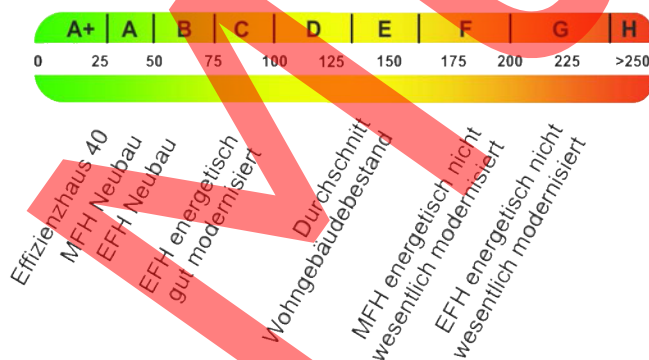 A+ A B C D E F G H
0 25 50 75 100 125 150 175 200 225 >250
Effizienzhaus 40
MFH Neubau
EFH Neubau
EFH energetisch
gut modernisiert
Durchschnitt
Wohngebäudebestand
MFH energetisch nicht
wesentlich modernisiert
EFH energetisch nicht
wesentlich modernisiert